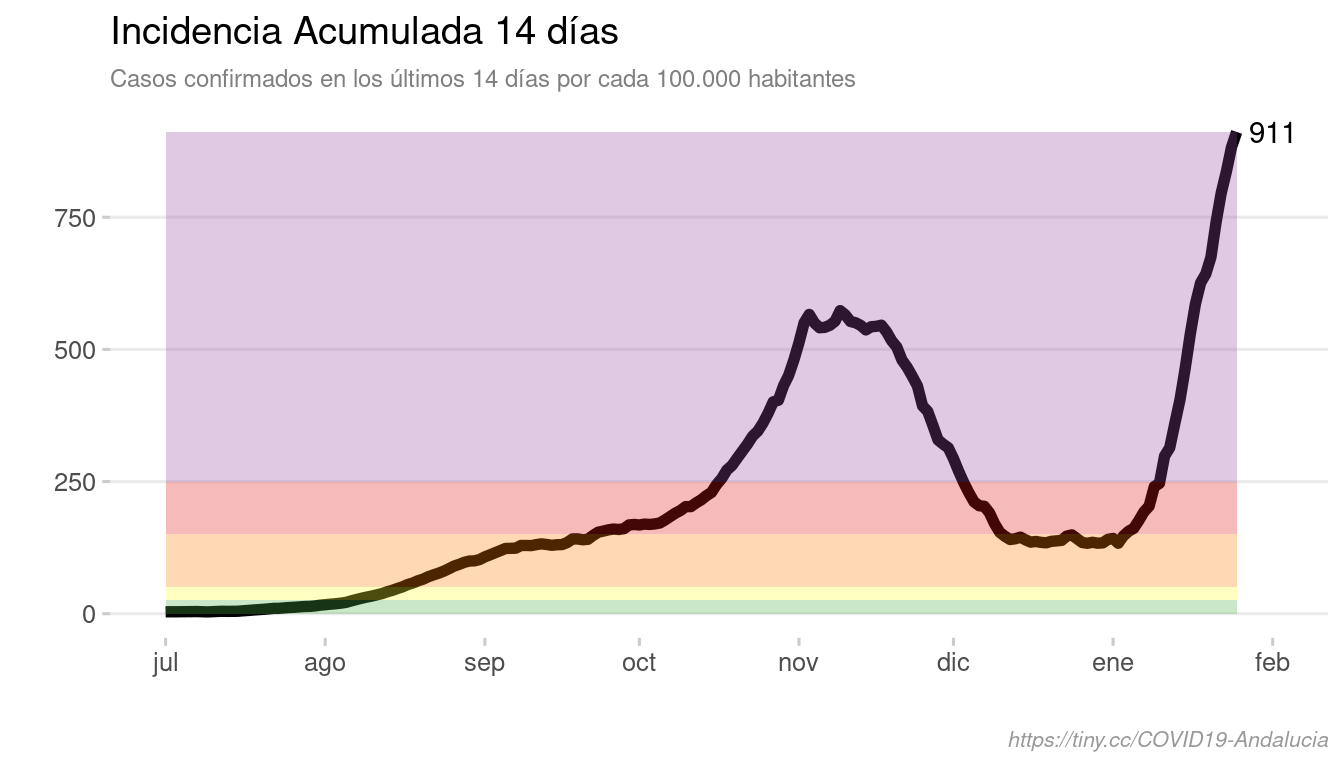 Incidencia Acumulada 14 días
Casos confirmados en los últimos 14 días por cada 100.000 habitantes
911
750
500
250
0
jul ago sep oct nov dic ene feb
https://tiny.cc/COVID19-Andalucia